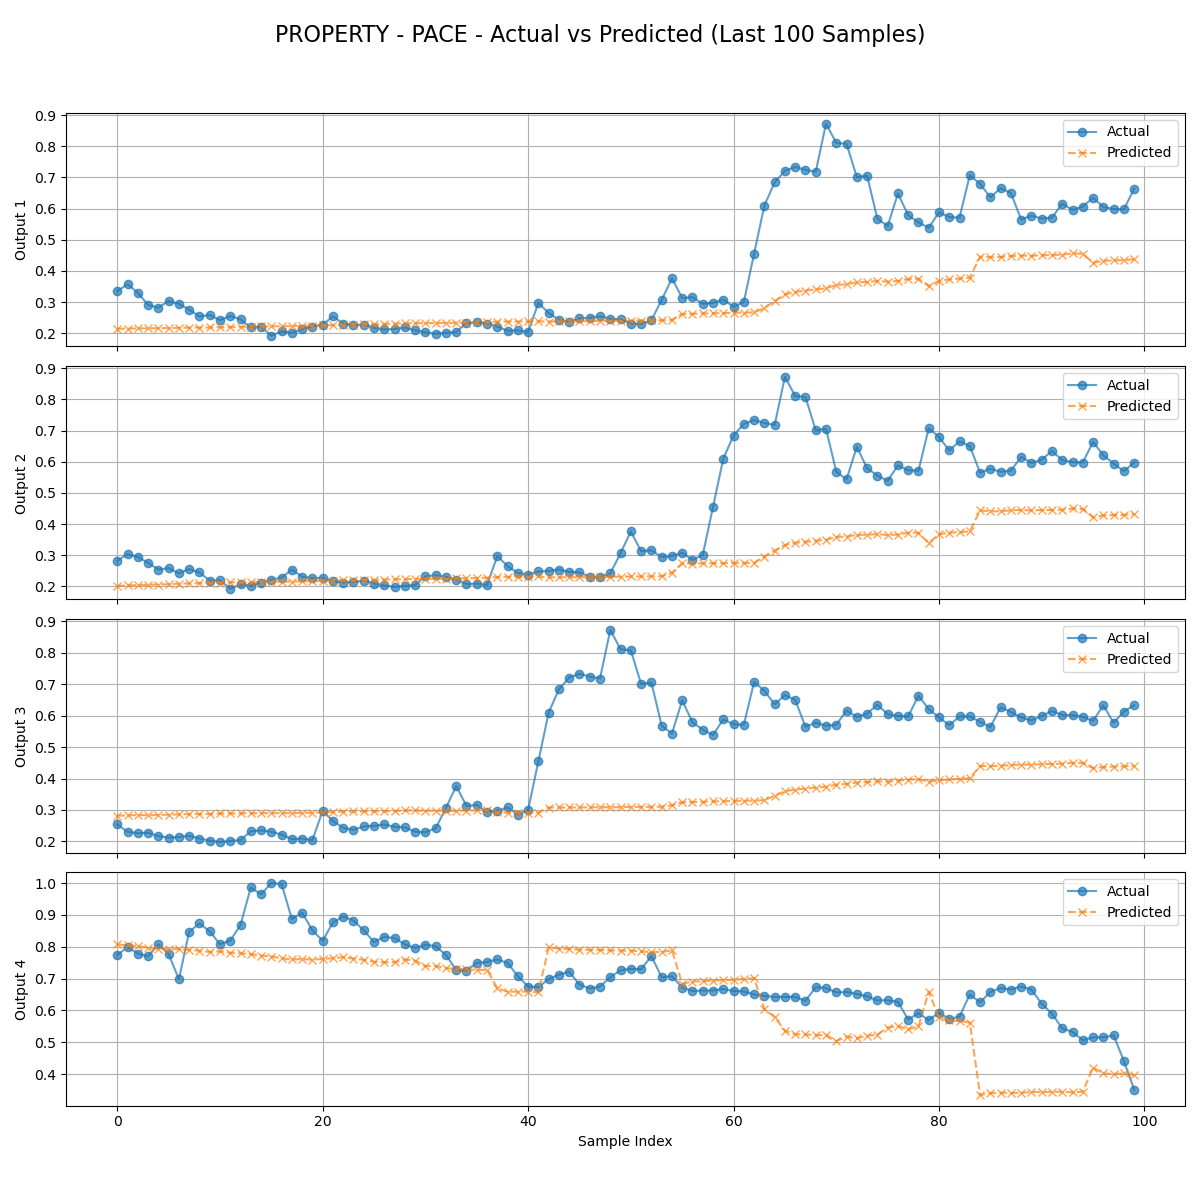 PROPERTY - PACE - Actual vs Predicted (Last 100 Samples)
0.9
0.8
0.7
0.6
0.5
0.4
0.3
0.2
Output 1
Actual
Predicted
0.9
0.8
0.7
0.6
0.5
0.4
0.3
0.2
Output 2
Actual
Predicted
0.9
0.8
0.7
0.6
0.5
0.4
0.3
0.2
Output 3
Actual
Predicted
1.0
0.9
0.8
0.7
0.6
0.5
0.4
Output 4
Actual
Predicted
0 20 40 60 80 100
Sample Index